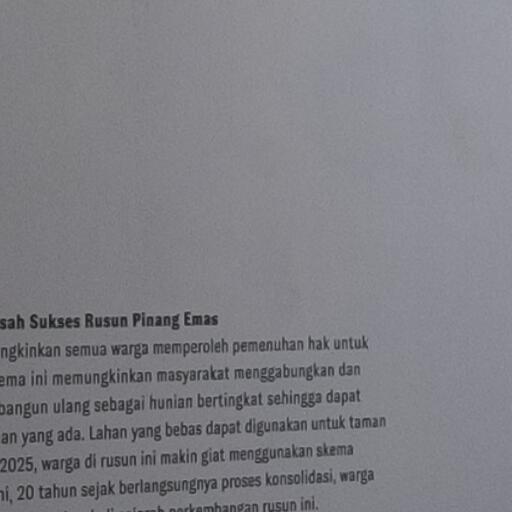 sah Sukses Rusun Pinang Emas
ngkinkan semua warga memperoleh pemenuhan hak untuk
ema ini memungkinkan masyarakat menggabungkan dan
bangun ulang sebagai hunian bertingkat sehingga dapat
an yang ada. Lahan yang bebas dapat digunakan untuk taman
2025, warga di rusun ini makin giat menggunakan skema
ni, 20 tahun sejak berlangsungnya proses konsolidasi, warga
perkembangan rusun ini.